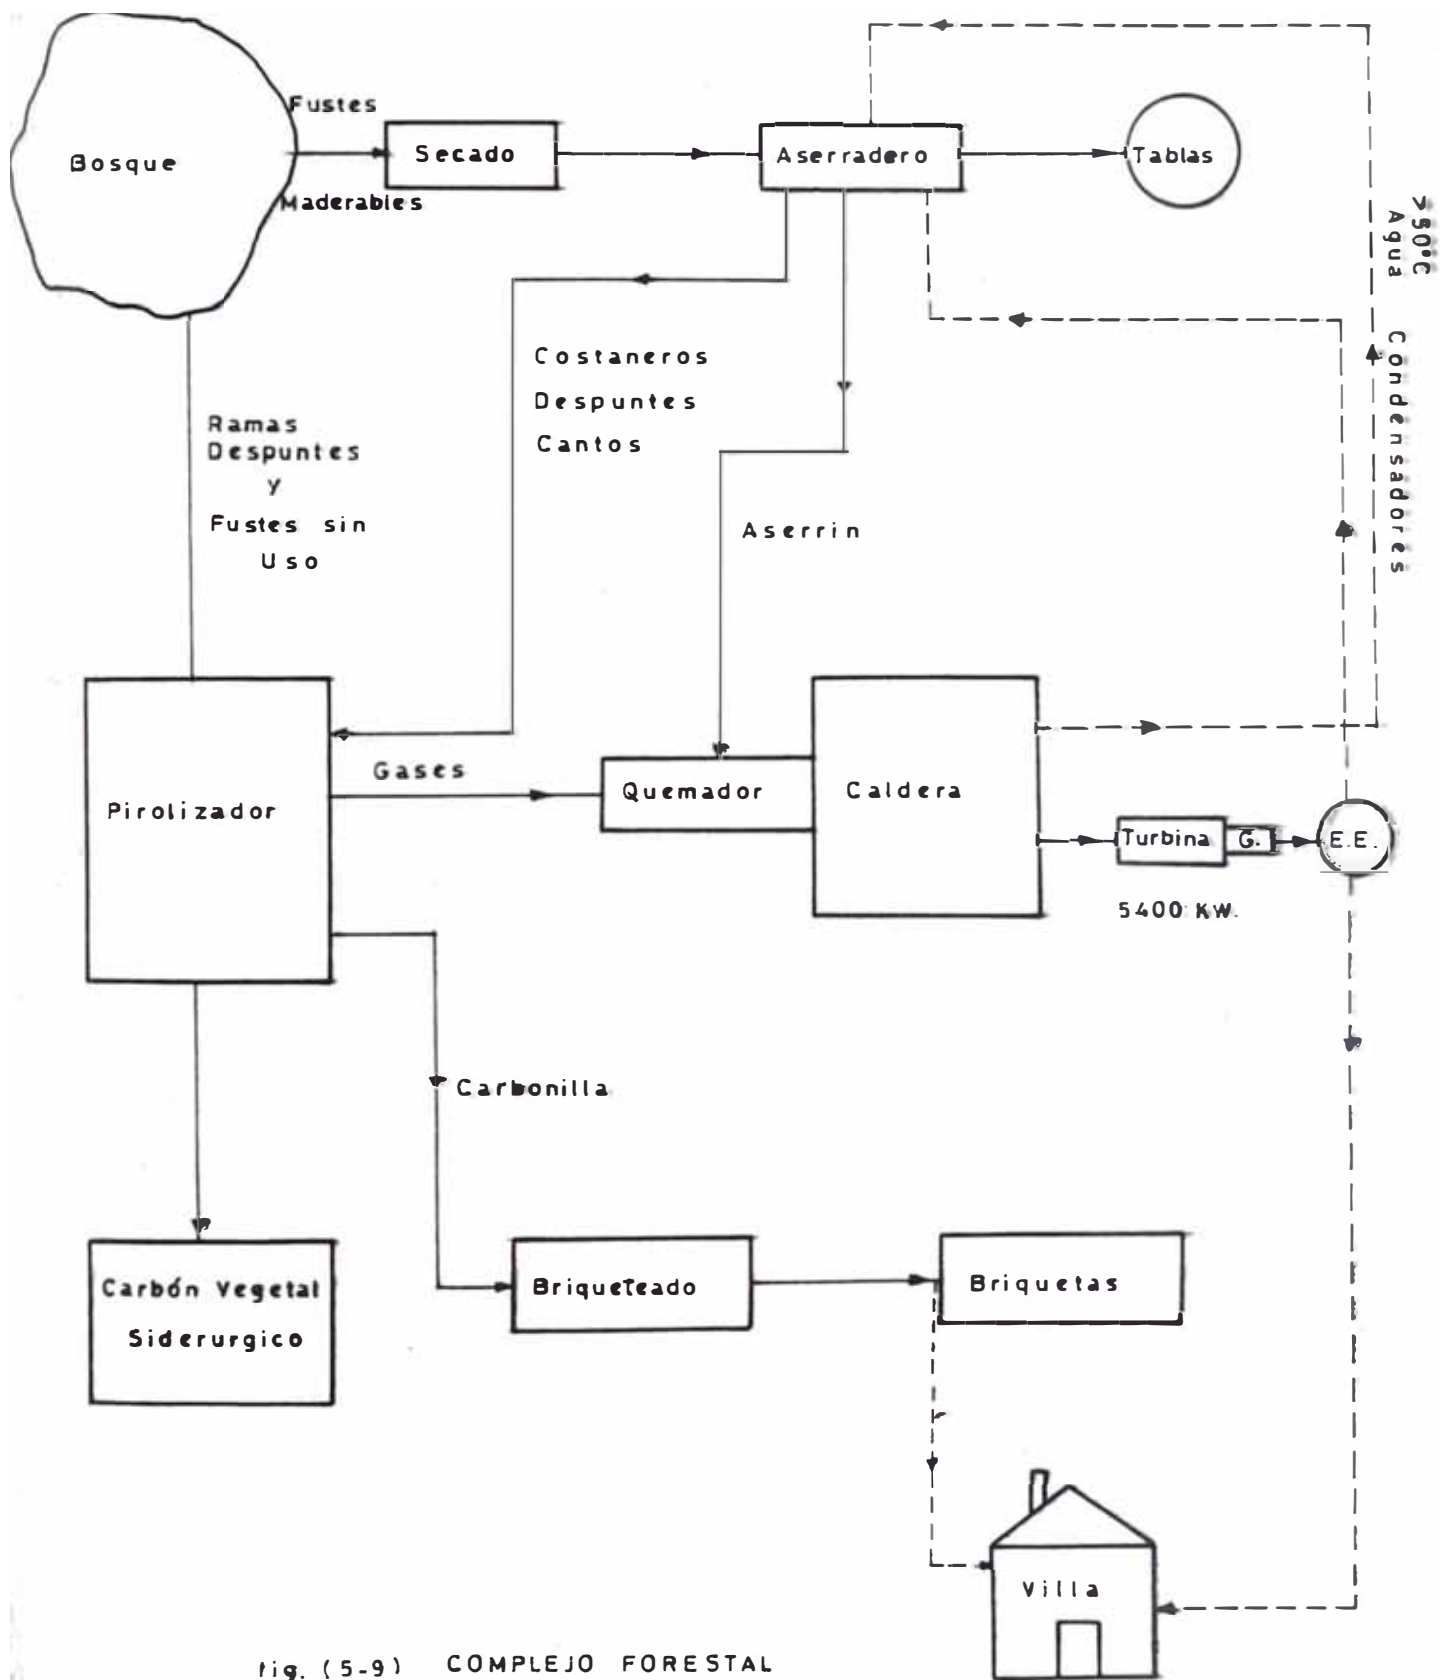 Fustes
Bosque
Secado
Aserradero
Tablas
Maderables
>50°C
Agua Condensadores
Costaneros
Despuntes
Cantos
Ramas
Despuntes
y
Fustes sin
Uso
Aserrin
Gases
Pirolizador
Quemador
Caldera
Turbina
G.
E.E.
5400 KW.
Carbonilla
Carbón Vegetal
Siderurgico
Briqueteado
Briquetas
Villa
fig. (5-9) COMPLEJO FORESTAL